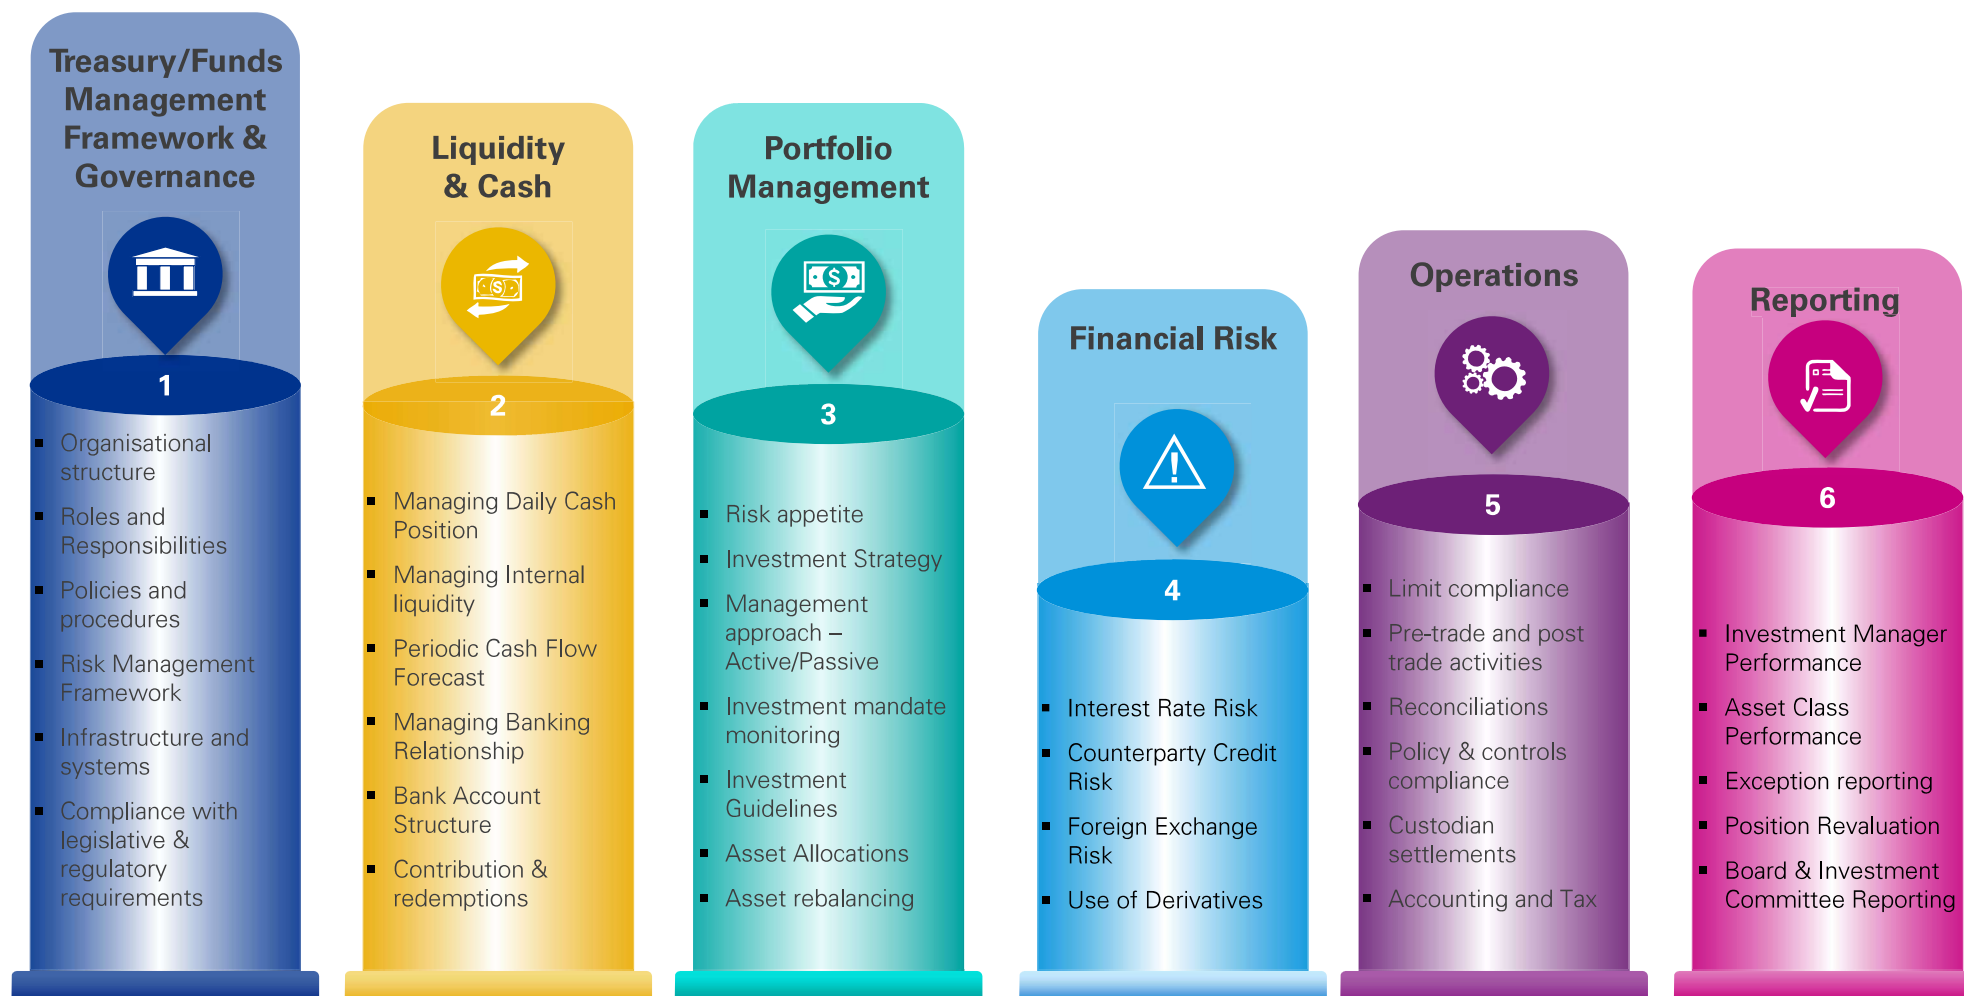 Treasury/Funds
Management
Framework &
Governance
1
▪ Organisational
structure
▪ Roles and
Responsibilities
▪ Policies and
procedures
▪ Risk Management
Framework
▪ Infrastructure and
systems
▪ Compliance with
legislative &
regulatory
requirements
Liquidity
& Cash
2
▪ Managing Daily Cash
Position
▪ Managing Internal
liquidity
▪ Periodic Cash Flow
Forecast
▪ Managing Banking
Relationship
▪ Bank Account
Structure
▪ Contribution &
redemptions
Portfolio
Management
3
▪ Risk appetite
▪ Investment Strategy
▪ Management
approach –
Active/Passive
▪ Investment mandate
monitoring
▪ Investment
Guidelines
▪ Asset Allocations
▪ Asset rebalancing
Financial Risk
4
▪ Interest Rate Risk
▪ Counterparty Credit
Risk
▪ Foreign Exchange
Risk
▪ Use of Derivatives
Operations
5
▪ Limit compliance
▪ Pre-trade and post
trade activities
▪ Reconciliations
▪ Policy & controls
compliance
▪ Custodian
settlements
▪ Accounting and Tax
Reporting
6
▪ Investment Manager
Performance
▪ Asset Class
Performance
▪ Exception reporting
▪ Position Revaluation
▪ Board & Investment
Committee Reporting